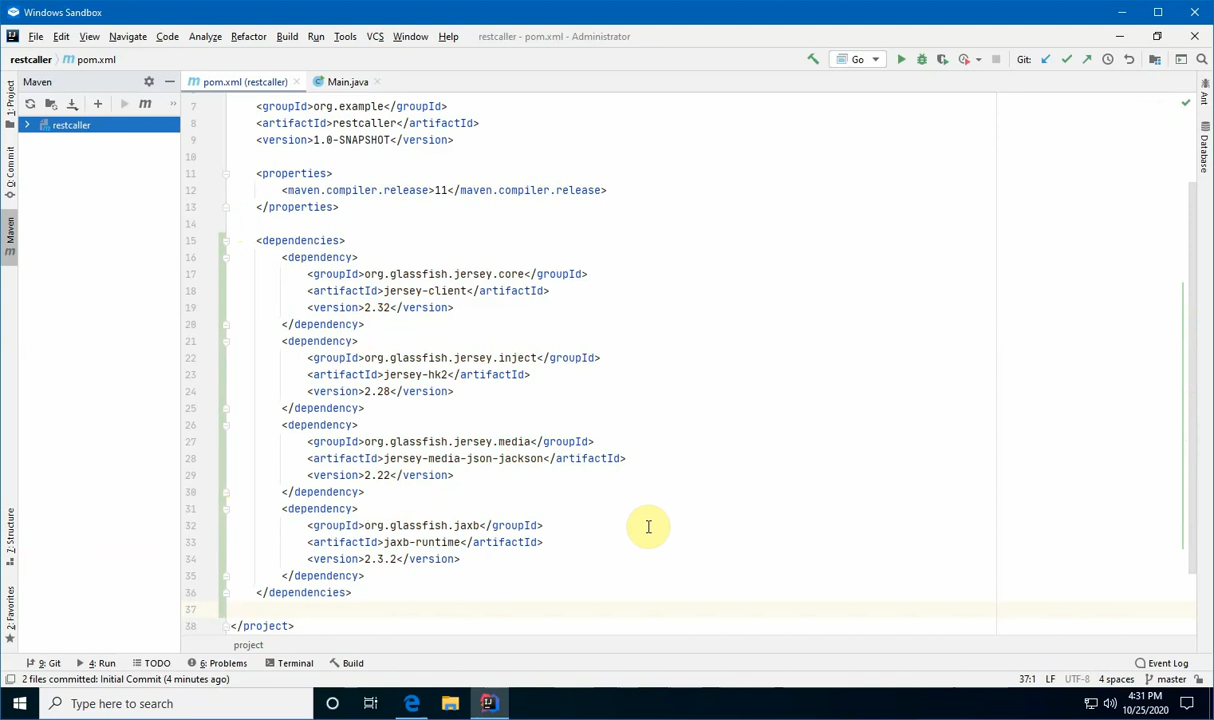 Windows Sandbox
File Edit View Navigate Code Analyze Refactor Build Run Tools VCS Window Help restcaller - pom.xml - Administrator
restcaller pom.xml Go Git:
Maven pom.xml (restcaller) Main.java
restcaller
1: Project
0: Commit
Maven
7: Structure
2: Favorites
Ant
Database
7 <groupId>org.example</groupId>
8 <artifactId>restcaller</artifactId>
9 <version>1.0-SNAPSHOT</version>
10
11 <properties>
12 <maven.compiler.release>11</maven.compiler.release>
13 </properties>
14
15 <dependencies>
16 <dependency>
17 <groupId>org.glassfish.jersey.core</groupId>
18 <artifactId>jersey-client</artifactId>
19 <version>2.32</version>
20 </dependency>
21 <dependency>
22 <groupId>org.glassfish.jersey.inject</groupId>
23 <artifactId>jersey-hk2</artifactId>
24 <version>2.28</version>
25 </dependency>
26 <dependency>
27 <groupId>org.glassfish.jersey.media</groupId>
28 <artifactId>jersey-media-json-jackson</artifactId>
29 <version>2.22</version>
30 </dependency>
31 <dependency>
32 <groupId>org.glassfish.jaxb</groupId>
33 <artifactId>jaxb-runtime</artifactId>
34 <version>2.3.2</version>
35 </dependency>
36 </dependencies>
37
38 </project>
project
9: Git 4: Run TODO 6: Problems Terminal Build Event Log
2 files committed: Initial Commit (4 minutes ago) 37:1 LF UTF-8 4 spaces master
Type here to search
4:31 PM
10/25/2020